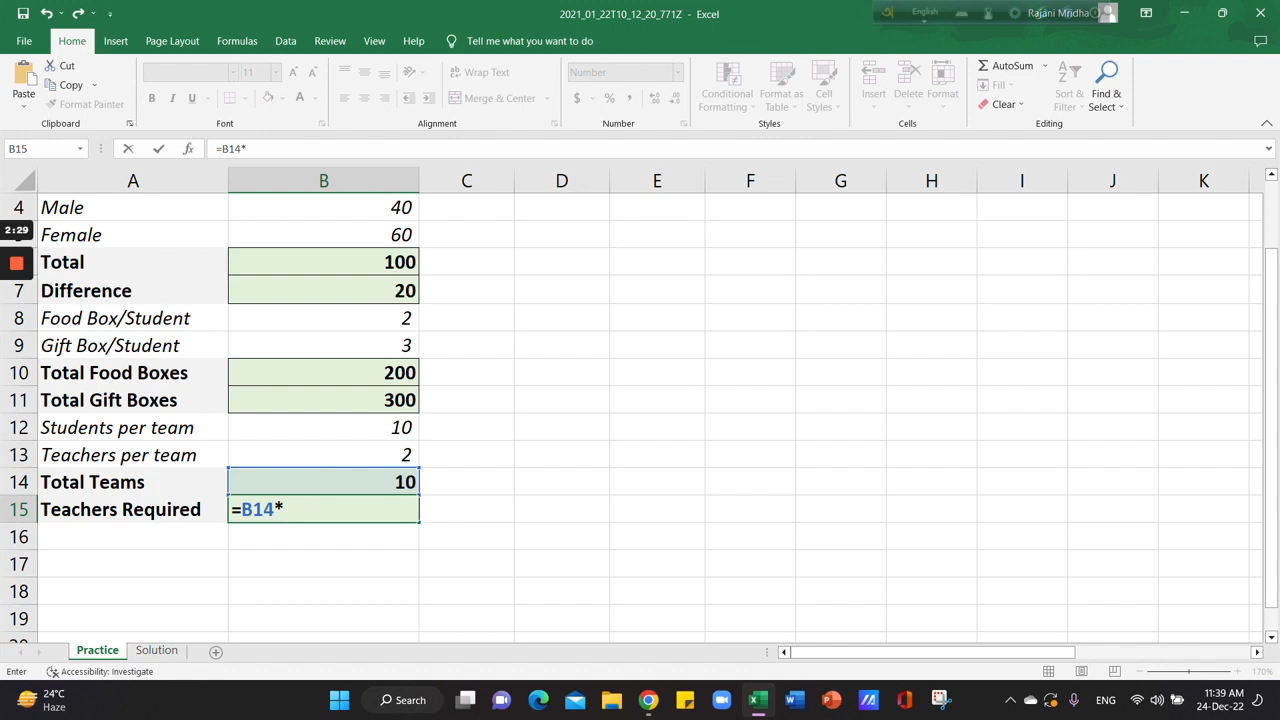 2021_01_22T10_12_20_771Z - Excel
English
Rajani Mridha
File Home Insert Page Layout Formulas Data Review View Help Tell me what you want to do
Paste
Cut
Copy
Format Painter
Clipboard
11
B I U
Font
Wrap Text
Merge & Center
Alignment
Number
$ % ,
Number
Conditional Formatting
Format as Table
Cell Styles
Styles
Insert
Delete
Format
Cells
AutoSum
Fill
Clear
Sort & Filter
Find & Select
Editing
B15 fx =B14*
A B C D E F G H I J K
4 Male 40
2:29 Female 60
Total 100
7 Difference 20
8 Food Box/Student 2
9 Gift Box/Student 3
10 Total Food Boxes 200
11 Total Gift Boxes 300
12 Students per team 10
13 Teachers per team 2
14 Total Teams 10
15 Teachers Required =B14*
16
17
18
19
Practice Solution
Enter Accessibility: Investigate 170%
24°C
Haze
Search
ENG
11:39 AM
24-Dec-22